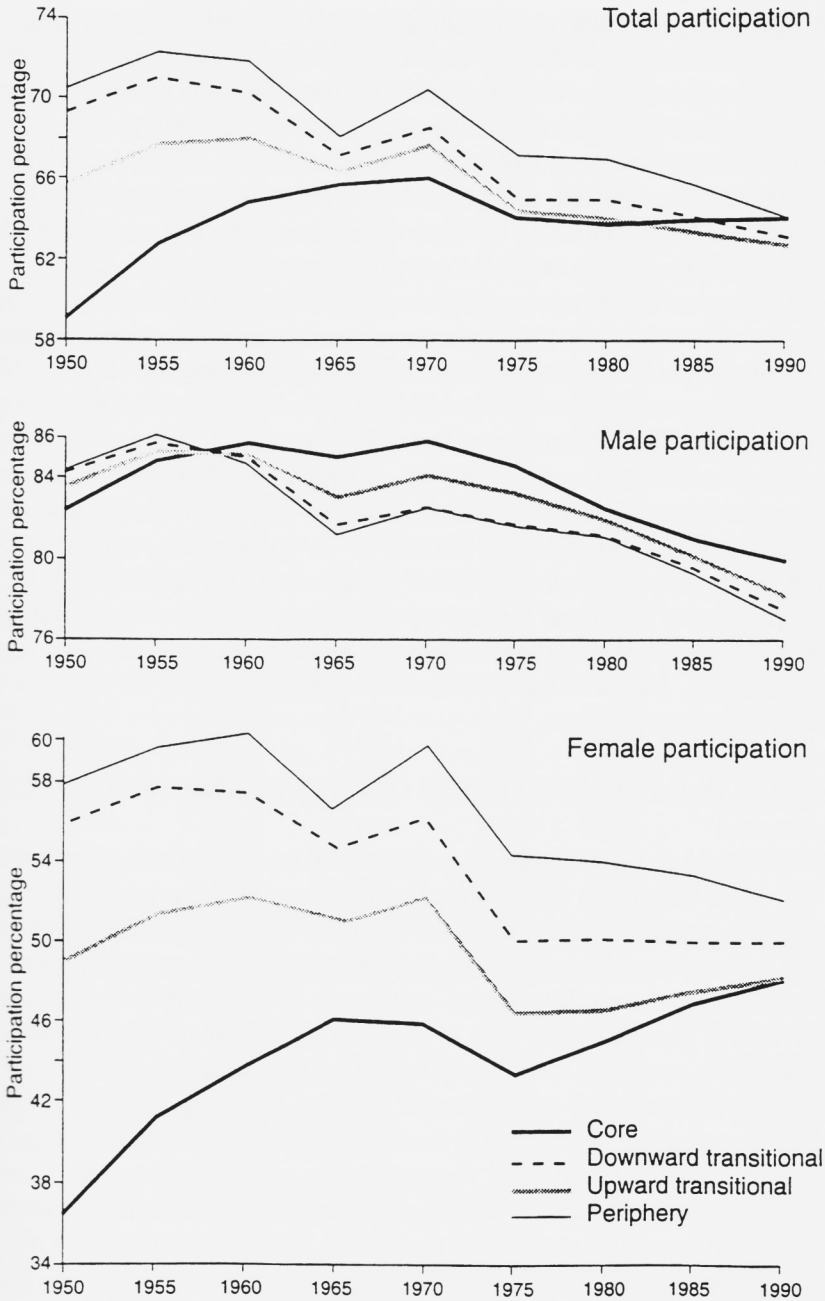 Total participation
Participation percentage
74
70
66
62
58
1950 1955 1960 1965 1970 1975 1980 1985 1990
Male participation
Participation percentage
86
84
80
76
1950 1955 1960 1965 1970 1975 1980 1985 1990
Female participation
Participation percentage
60
58
54
50
46
42
38
34
Core
Downward transitional
Upward transitional
Periphery
1950 1955 1960 1965 1970 1975 1980 1985 1990